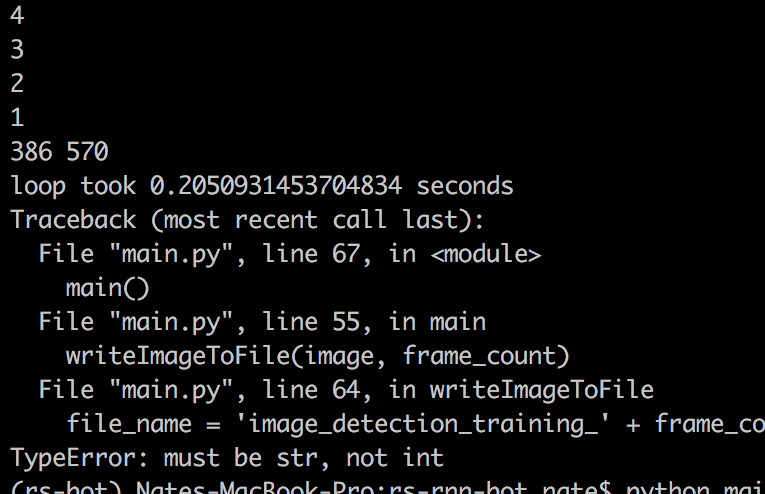 4
3
2
1
386 570
loop took 0.2050931453704834 seconds
Traceback (most recent call last):
  File "main.py", line 67, in <module>
    main()
  File "main.py", line 55, in main
    writeImageToFile(image, frame_count)
  File "main.py", line 64, in writeImageToFile
    file_name = 'image_detection_training_' + frame_co
TypeError: must be str, not int
(rs-bot) Nates-MacBook-Pro:rs-rnn-bot nate$ python mai